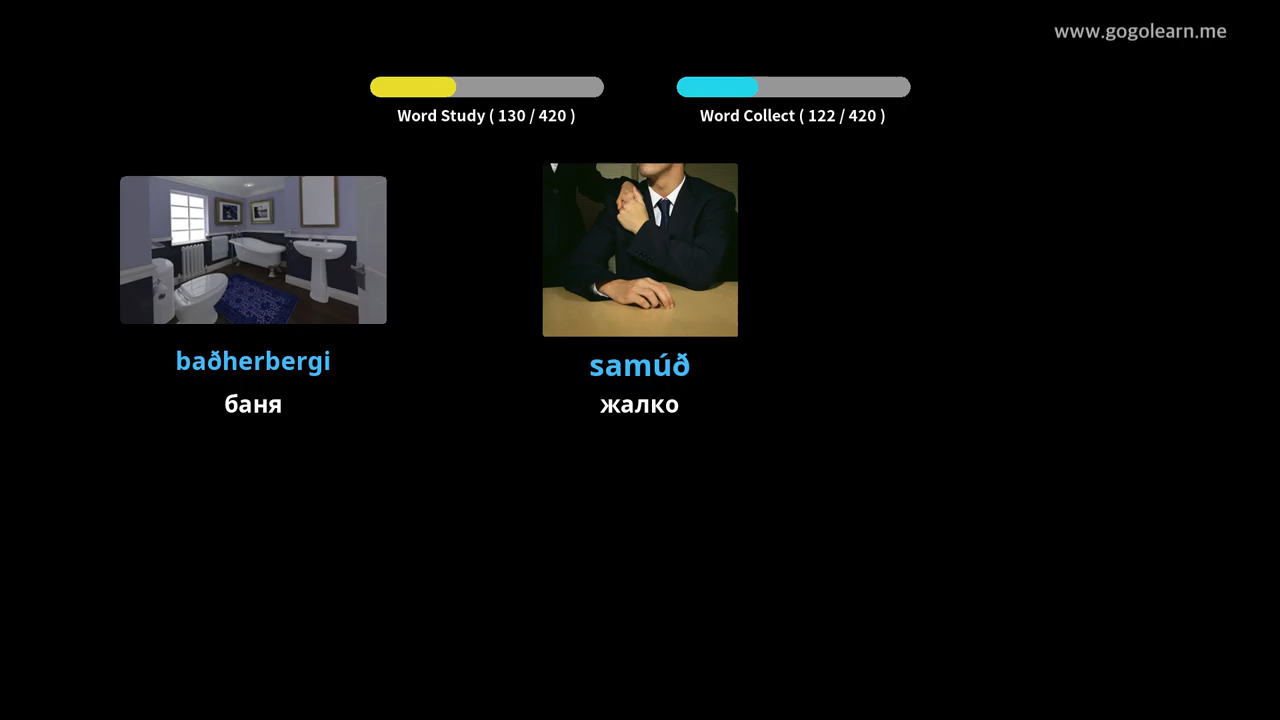 www.gogolearn.me
Word Study ( 130 / 420 )
Word Collect ( 122 / 420 )
baðherbergi
баня
samúð
жалко